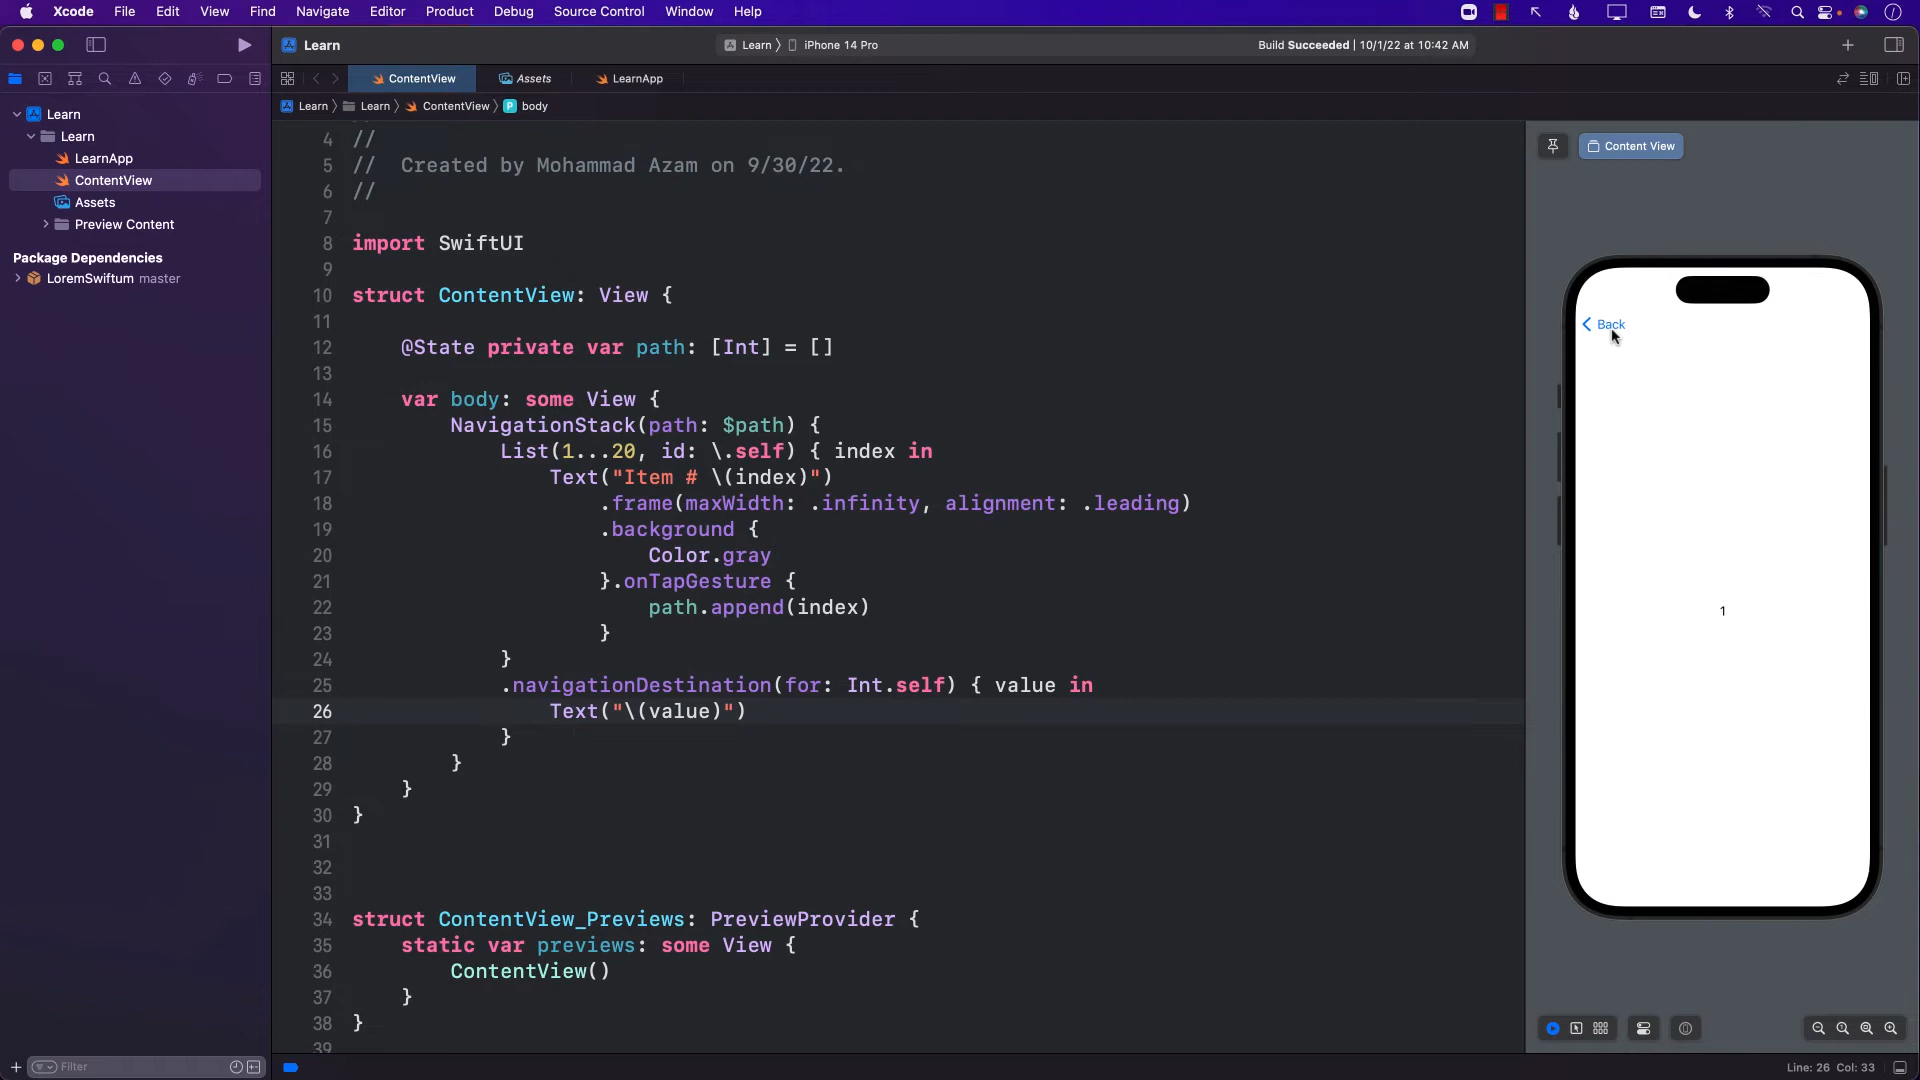 Xcode File Edit View Find Navigate Editor Product Debug Source Control Window Help
Learn
Learn 〉 iPhone 14 Pro
Build Succeeded | 10/1/22 at 10:42 AM
ContentView Assets LearnApp
Learn 〉 Learn 〉 ContentView 〉 P body
Learn
Learn
LearnApp
ContentView
Assets
Preview Content
Package Dependencies
LoremSwiftum master
Filter
4 //
5 //  Created by Mohammad Azam on 9/30/22.
6 //
7
8 import SwiftUI
9
10 struct ContentView: View {
11
12     @State private var path: [Int] = []
13
14     var body: some View {
15         NavigationStack(path: $path) {
16             List(1...20, id: \.self) { index in
17                 Text("Item # \(index)")
18                     .frame(maxWidth: .infinity, alignment: .leading)
19                     .background {
20                         Color.gray
21                     }.onTapGesture {
22                         path.append(index)
23                     }
24             }
25             .navigationDestination(for: Int.self) { value in
26                 Text("\(value)")
27             }
28         }
29     }
30 }
31
32
33
34 struct ContentView_Previews: PreviewProvider {
35     static var previews: some View {
36         ContentView()
37     }
38 }
39
Content View
Back
1
Line: 26 Col: 33